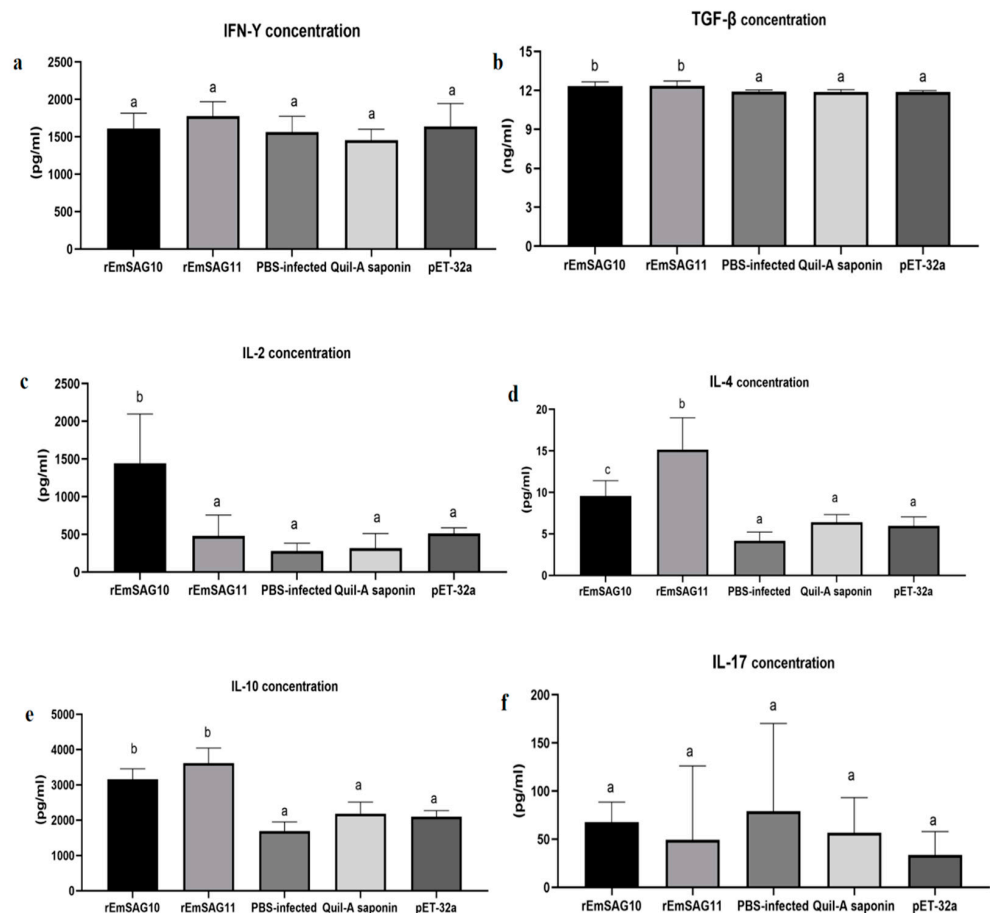 IFN-Y concentration
a
(pg/ml)
2500
2000
1500
1000
500
0
a
a
a
a
a
rEmSAG10 rEmSAG11 PBS-infected Quil-A saponin pET-32a
TGF-β concentration
b
(ng/ml)
15
12
9
6
3
0
b
b
a
a
a
rEmSAG10 rEmSAG11 PBS-infected Quil-A saponin pET-32a
IL-2 concentration
c
(pg/ml)
2500
2000
1500
1000
500
0
b
a
a
a
a
rEmSAG10 rEmSAG11 PBS-infected Quil-A saponin pET-32a
IL-4 concentration
d
(pg/ml)
20
15
10
5
0
c
b
a
a
a
rEmSAG10 rEmSAG11 PBS-infected Quil-A saponin pET-32a
IL-10 concentration
e
(pg/ml)
5000
4000
3000
2000
1000
0
b
b
a
a
a
rEmSAG10 rEmSAG11 PBS-infected Quil-A saponin pET-32a
IL-17 concentration
f
(pg/ml)
200
150
100
50
0
a
a
a
a
a
rEmSAG10 rEmSAG11 PBS-infected Quil-A saponin pET-32a